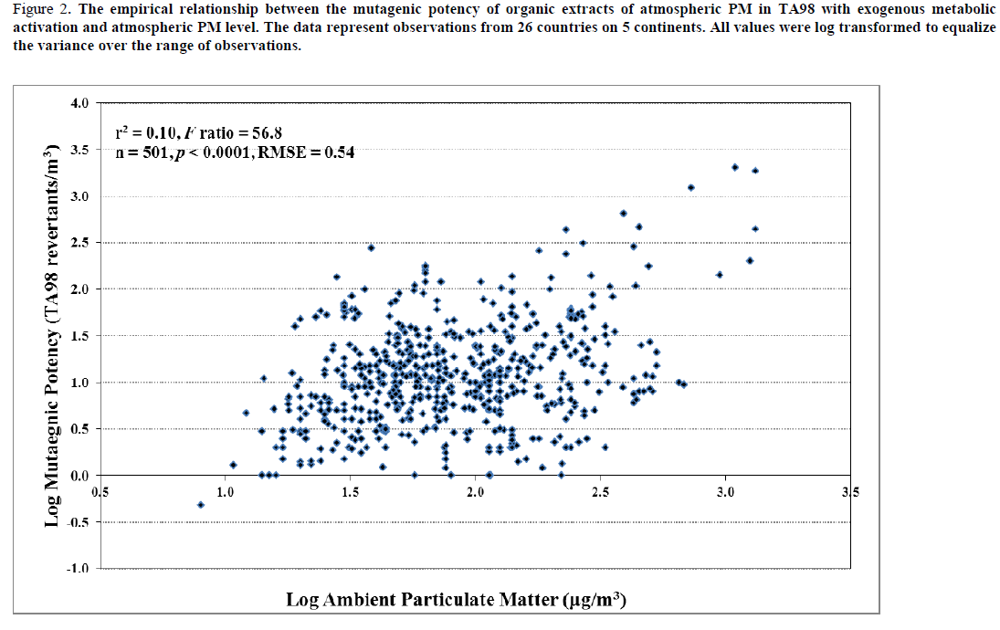 Figure 2. The empirical relationship between the mutagenic potency of organic extracts of atmospheric PM in TA98 with exogenous metabolic
activation and atmospheric PM level. The data represent observations from 26 countries on 5 continents. All values were log transformed to equalize
the variance over the range of observations.
r² = 0.10, F ratio = 56.8
n = 501, p < 0.0001, RMSE = 0.54
Log Mutaegnic Potency (TA98 revertants/m³)
4.0
3.5
3.0
2.5
2.0
1.5
1.0
0.5
0.0
-0.5
-1.0
0.5 1.0 1.5 2.0 2.5 3.0 3.5
Log Ambient Particulate Matter (µg/m³)